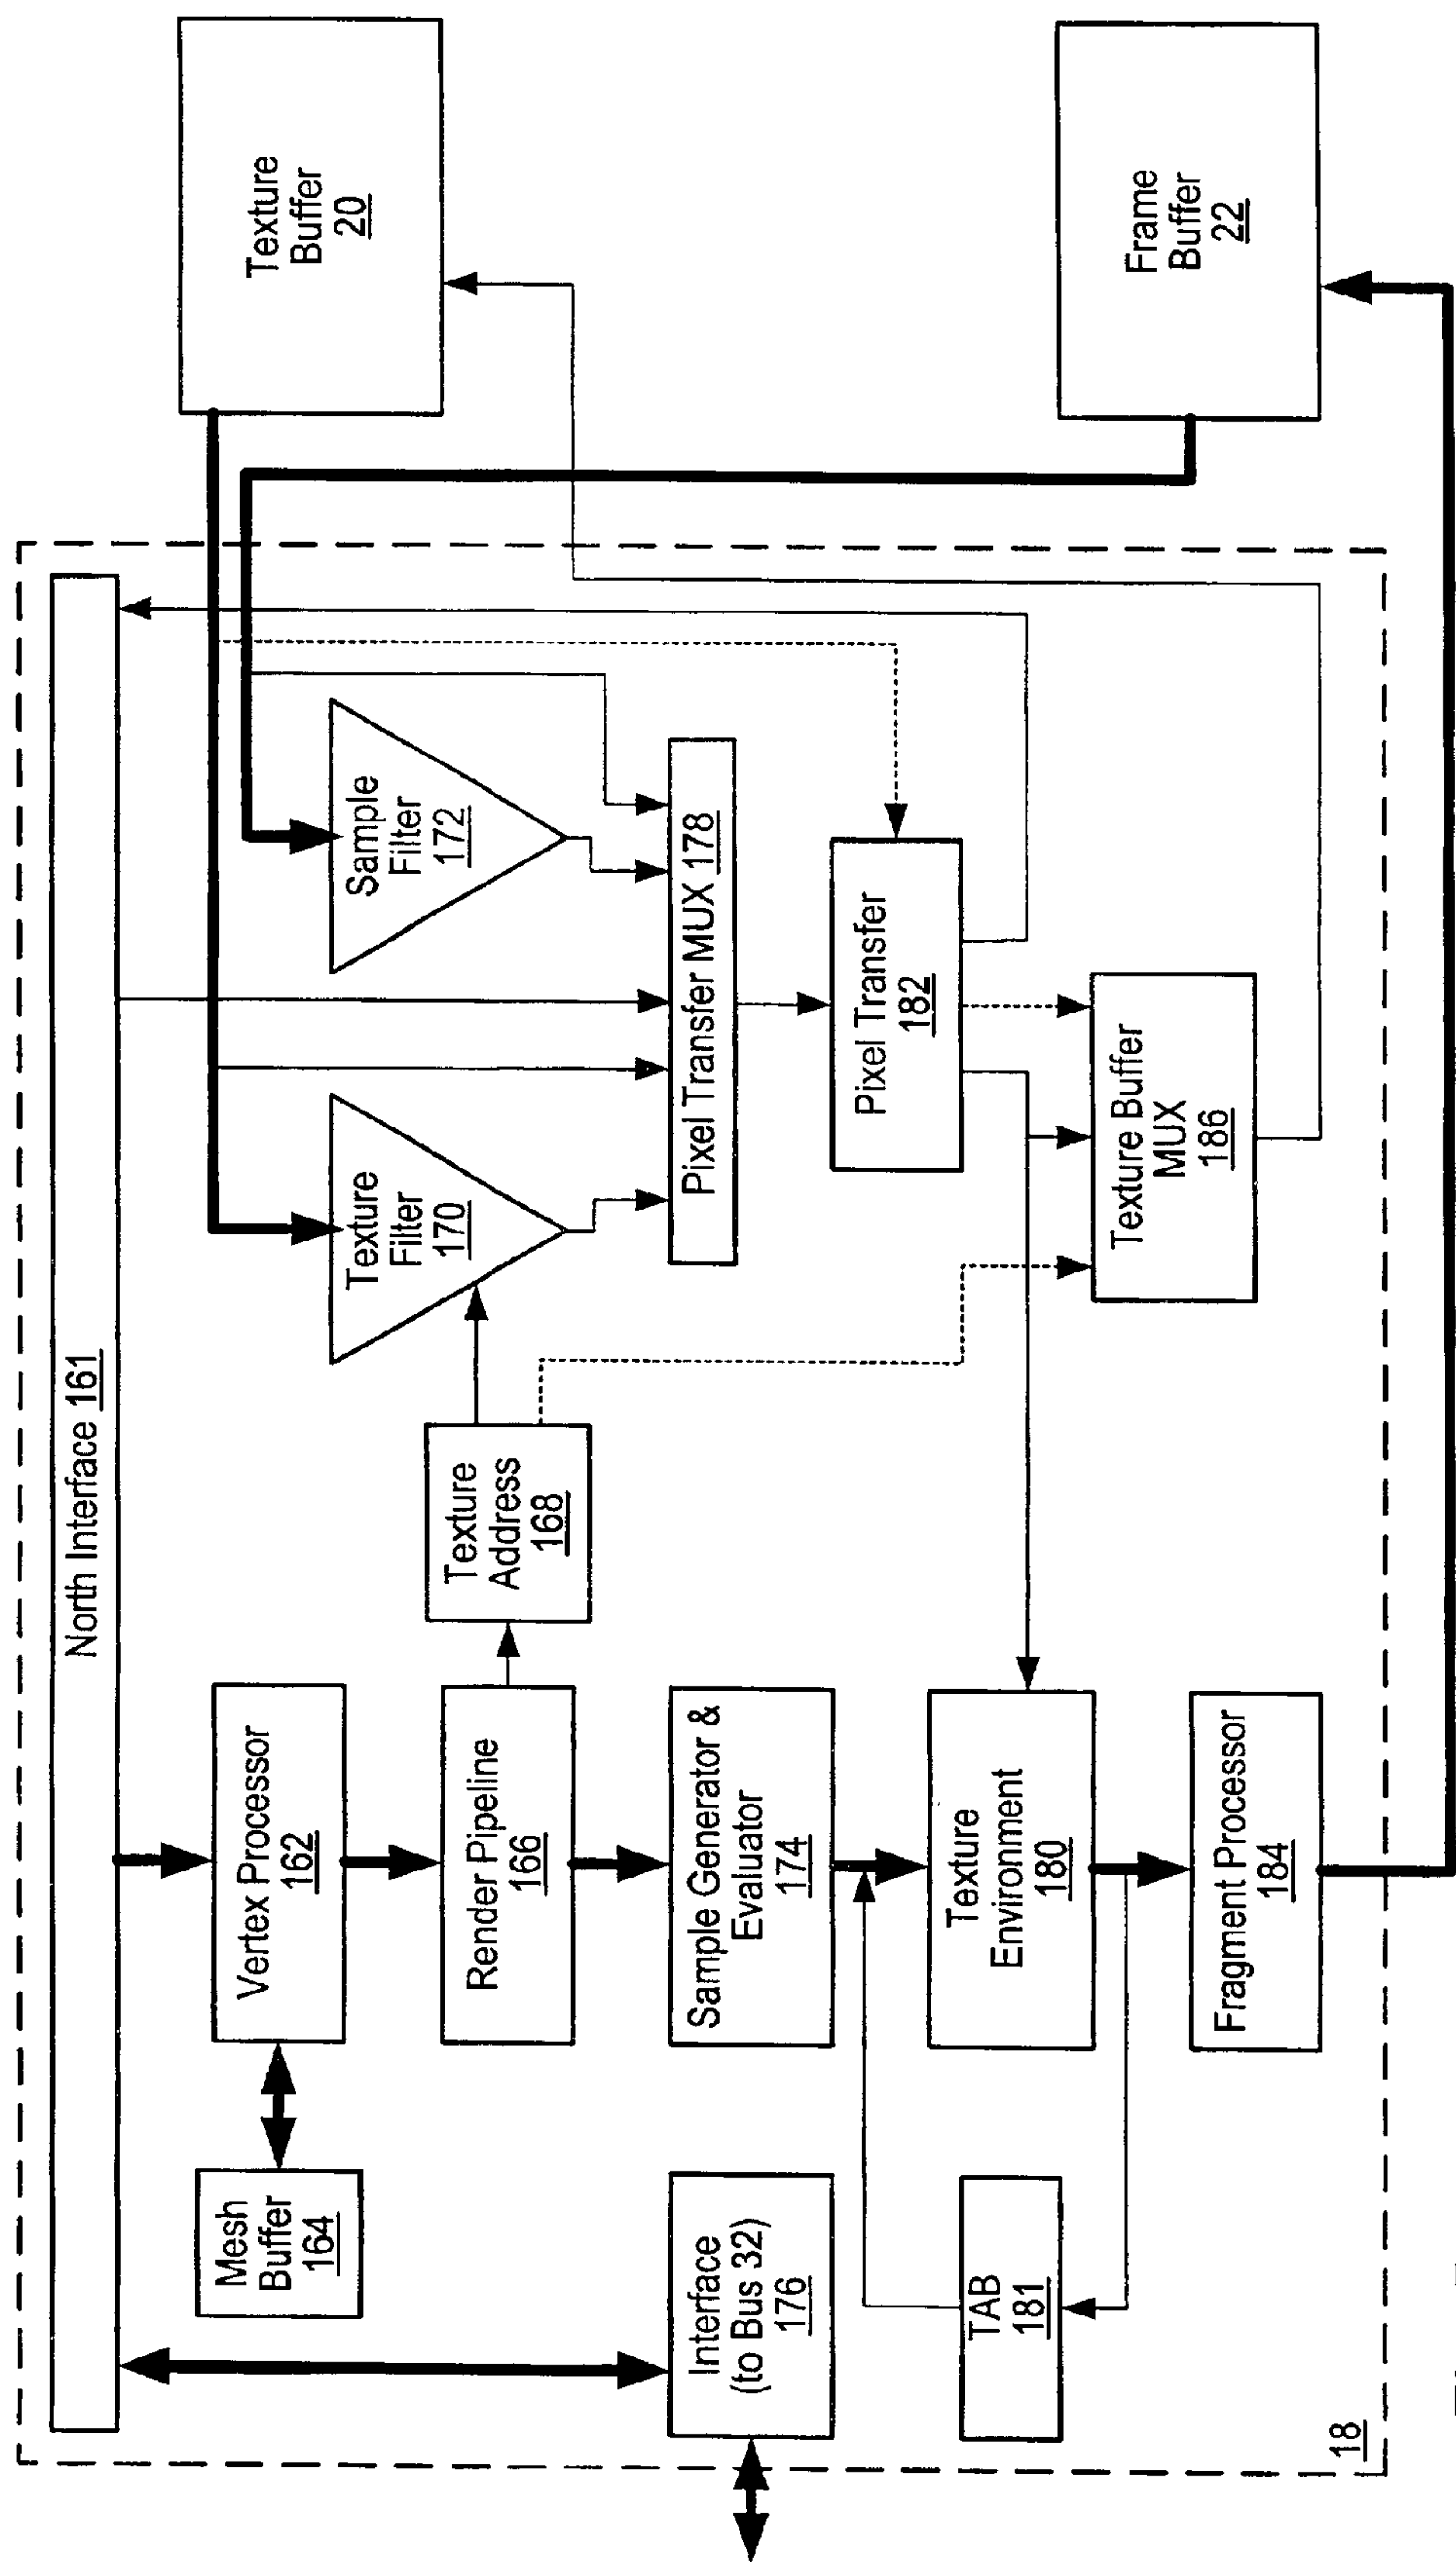 North Interface 161
Mesh
Buffer
164
Vertex Processor
162
Texture
Buffer
20
Render Pipeline
166
Texture
Address
168
Texture
Filter
170
Sample
Filter
172
Interface
(to Bus 32)
176
Sample Generator &
Evaluator
174
Pixel Transfer MUX 178
Pixel Transfer
182
TAB
181
Texture
Environment
180
Texture Buffer
MUX
186
Fragment Processor
184
Frame
Buffer
22
18